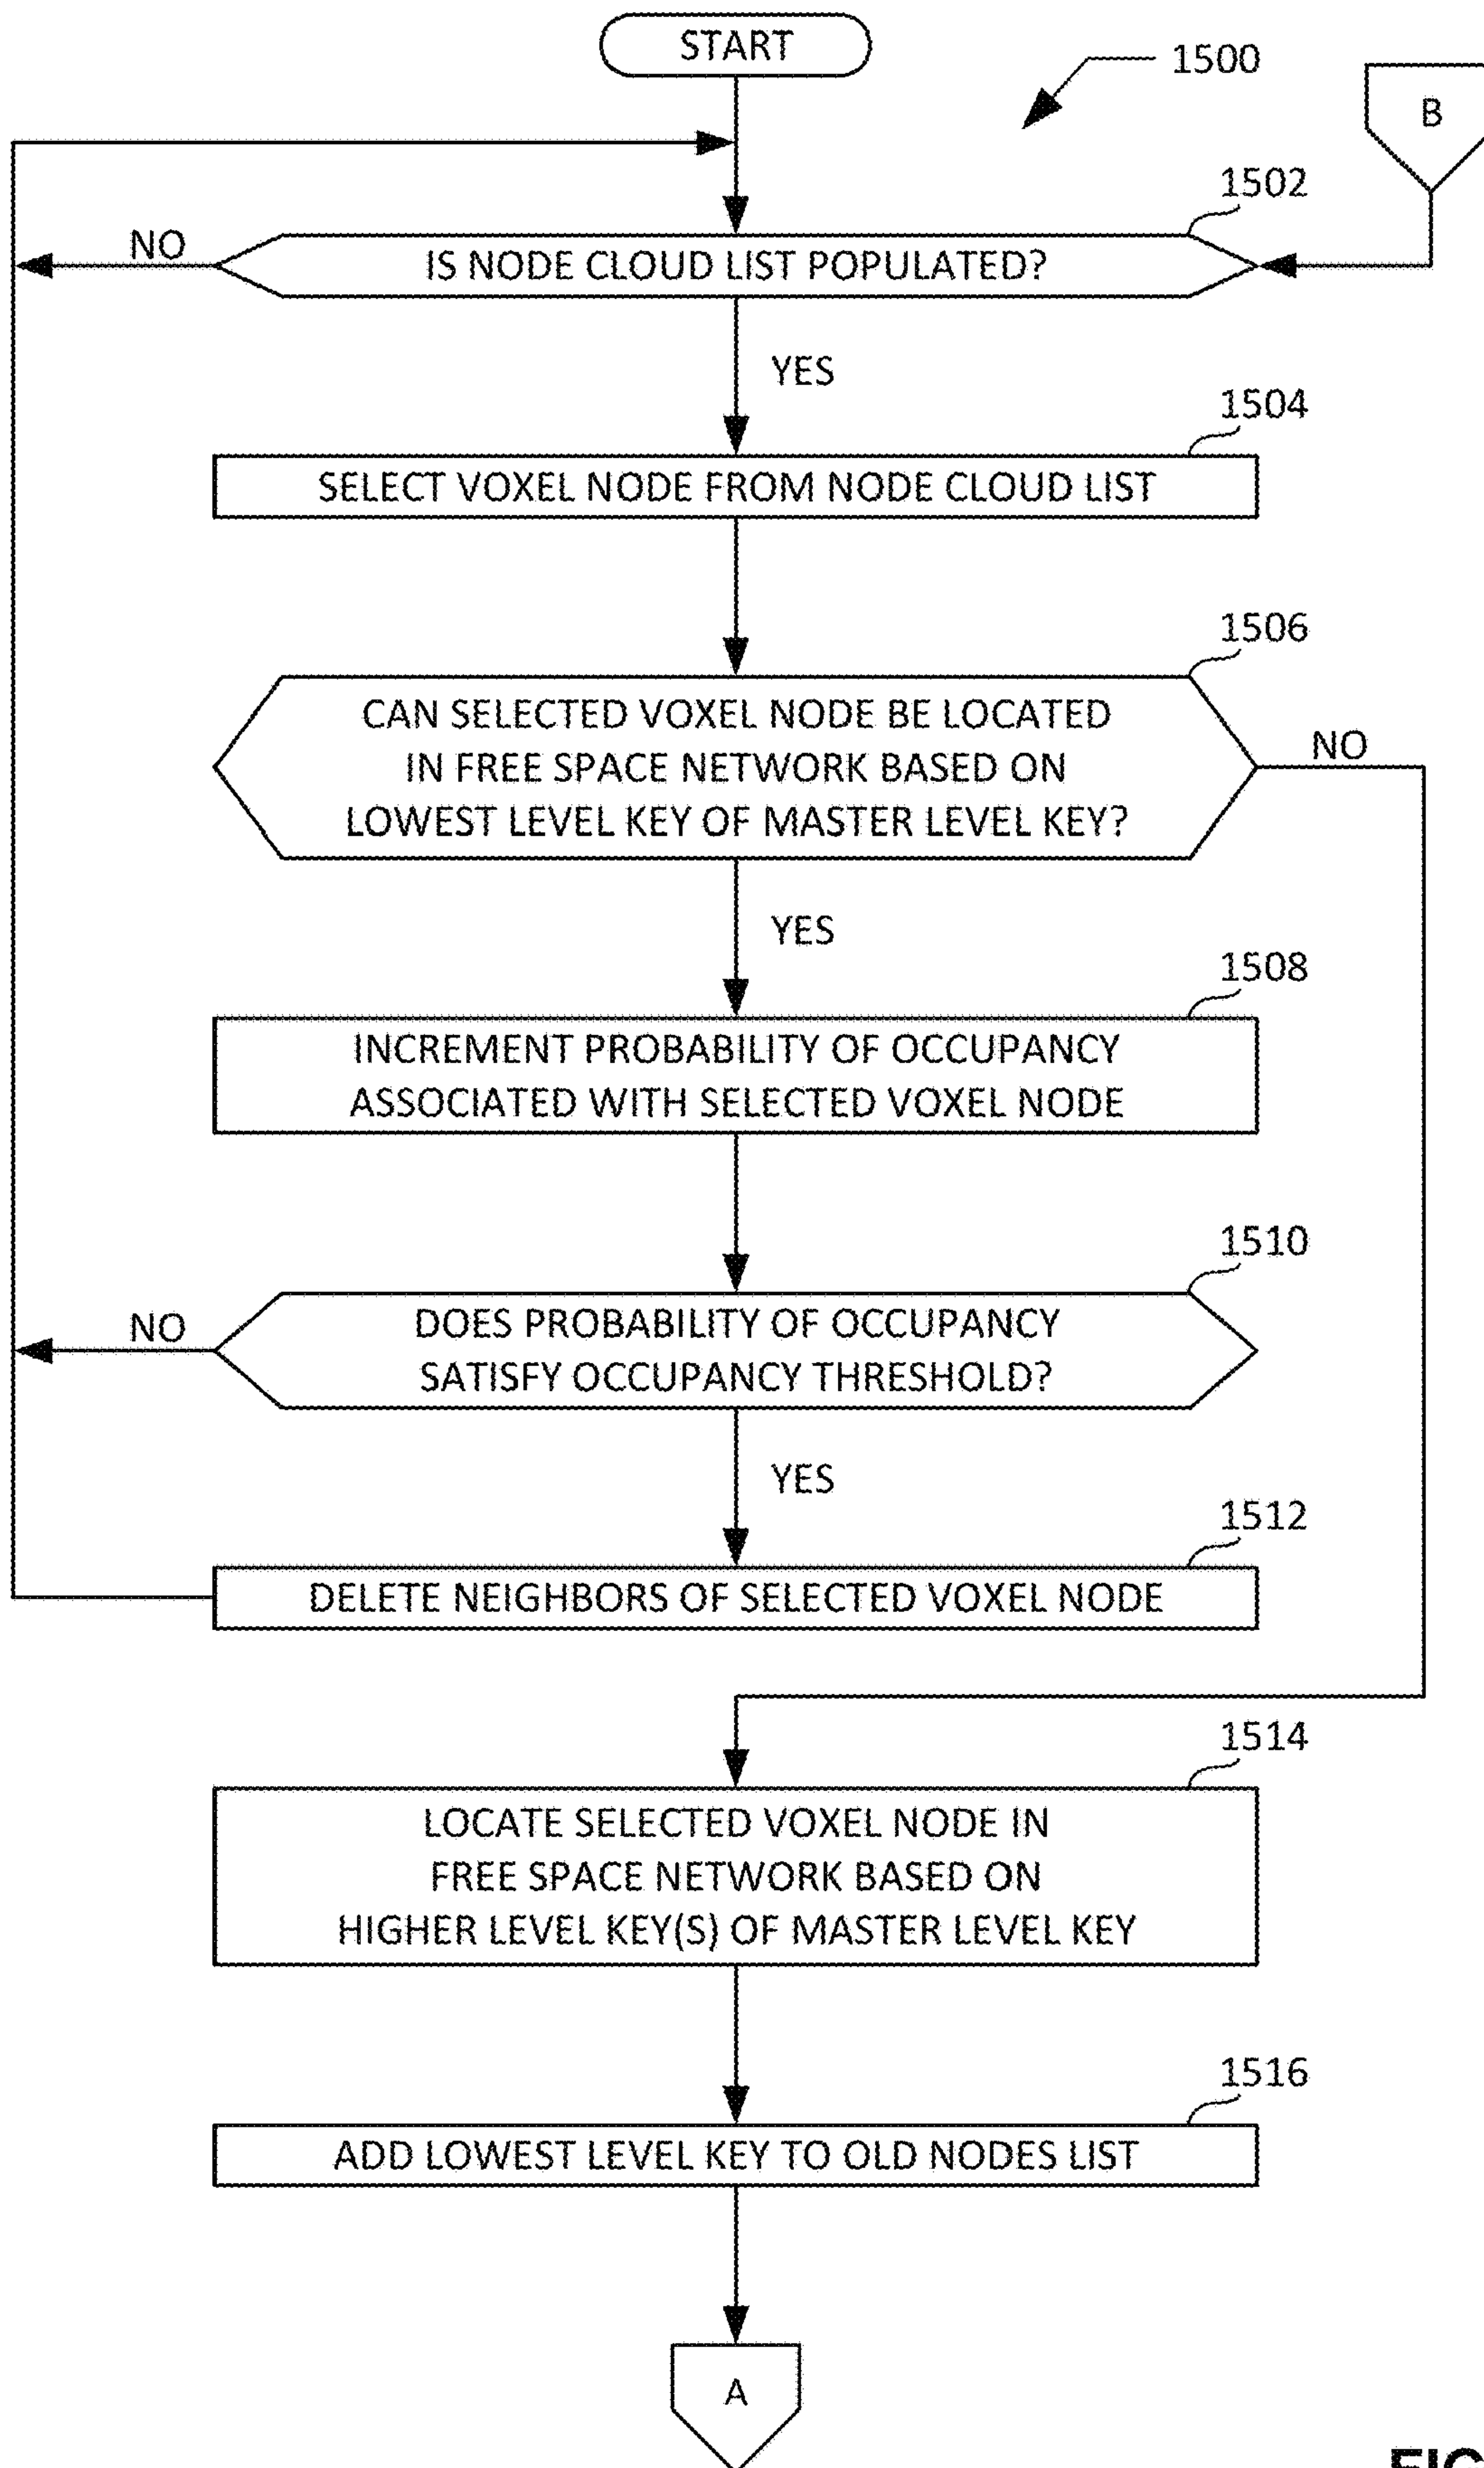 START
1500
B
1502
NO
IS NODE CLOUD LIST POPULATED?
YES
1504
SELECT VOXEL NODE FROM NODE CLOUD LIST
1506
CAN SELECTED VOXEL NODE BE LOCATED
IN FREE SPACE NETWORK BASED ON
LOWEST LEVEL KEY OF MASTER LEVEL KEY?
NO
YES
1508
INCREMENT PROBABILITY OF OCCUPANCY
ASSOCIATED WITH SELECTED VOXEL NODE
1510
NO
DOES PROBABILITY OF OCCUPANCY
SATISFY OCCUPANCY THRESHOLD?
YES
1512
DELETE NEIGHBORS OF SELECTED VOXEL NODE
1514
LOCATE SELECTED VOXEL NODE IN
FREE SPACE NETWORK BASED ON
HIGHER LEVEL KEY(S) OF MASTER LEVEL KEY
1516
ADD LOWEST LEVEL KEY TO OLD NODES LIST
A